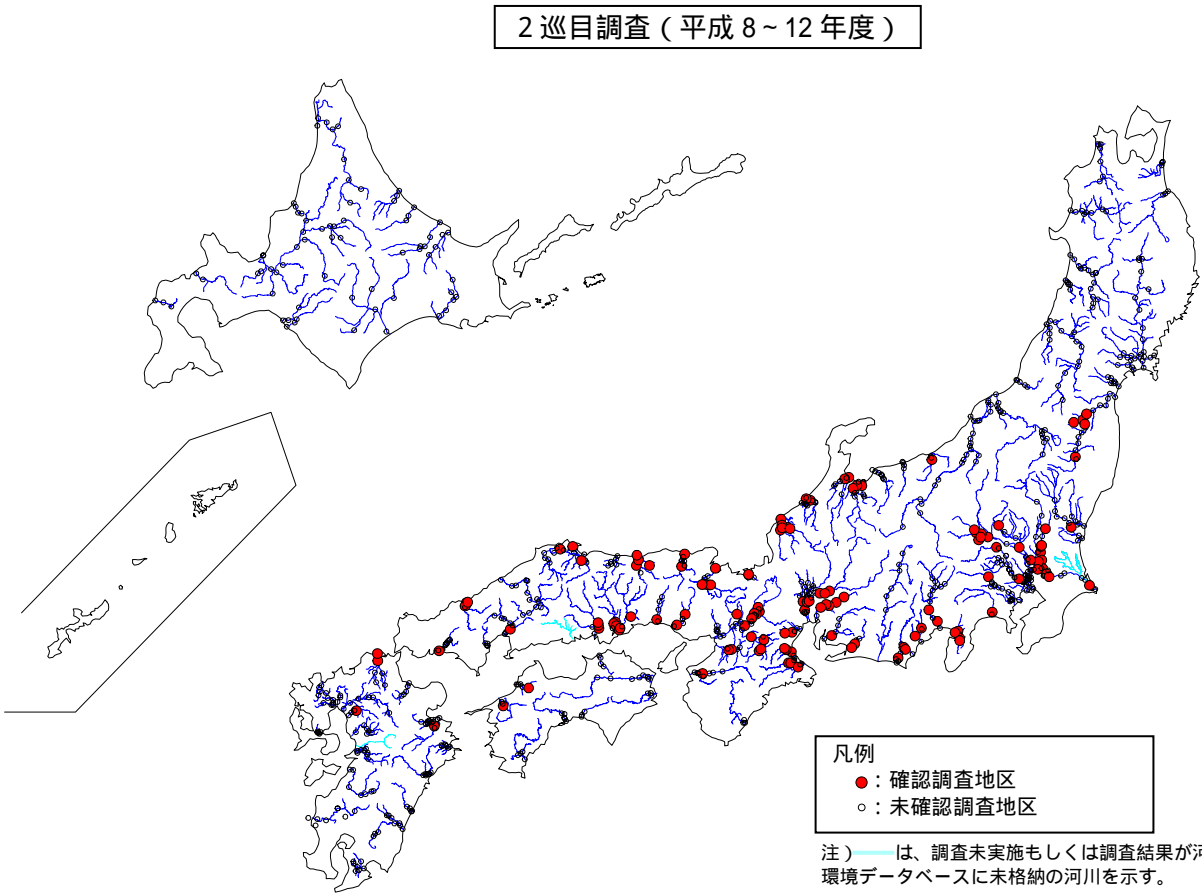 2巡目調査（平成8～12年度）
凡例
●：確認調査地区
○：未確認調査地区
注）━━は、調査未実施もしくは調査結果が河
環境データベースに未格納の河川を示す。